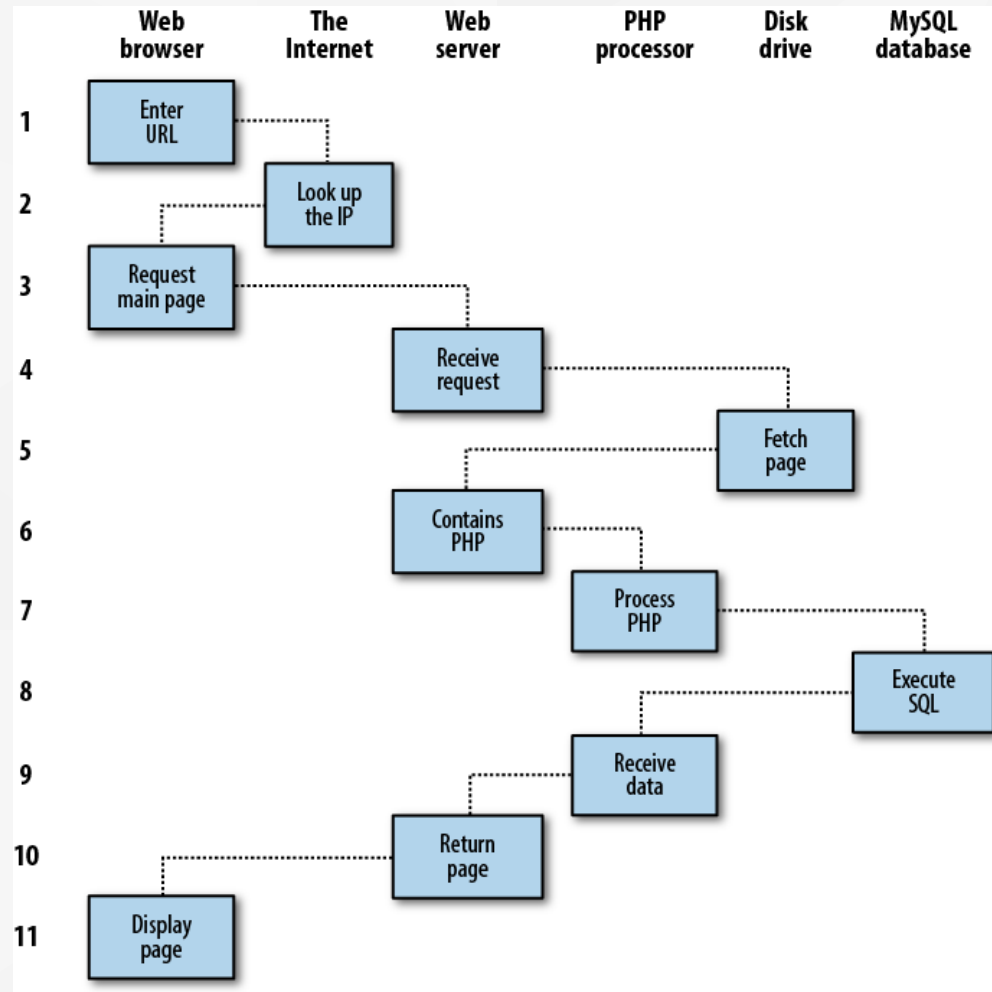 Web
browser
The
Internet
Web
server
PHP
processor
Disk
drive
MySQL
database
1
Enter
URL
2
Look up
the IP
3
Request
main page
4
Receive
request
5
Fetch
page
6
Contains
PHP
7
Process
PHP
8
Execute
SQL
9
Receive
data
10
Return
page
11
Display
page